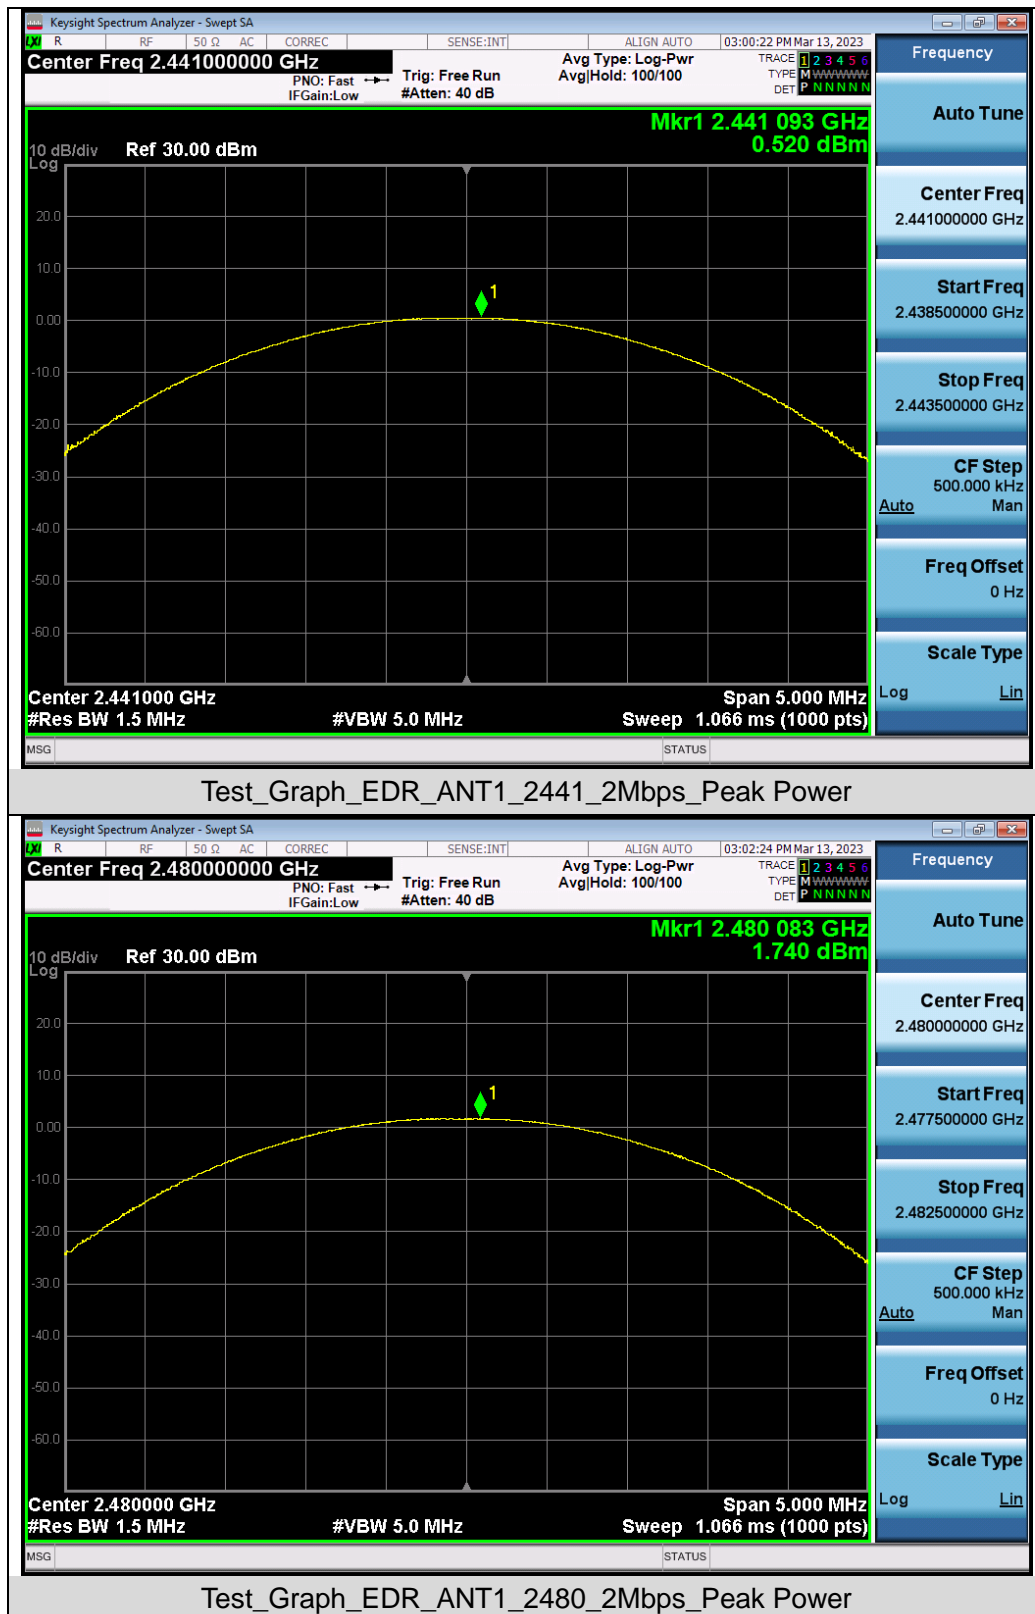 Keysight Spectrum Analyzer - Swept SA
LXI R RF 50 Ω AC CORREC SENSE:INT ALIGN AUTO 03:00:22 PM Mar 13, 2023
Center Freq 2.441000000 GHz
PNO: Fast
IFGain:Low
Trig: Free Run
#Atten: 40 dB
Avg Type: Log-Pwr
Avg|Hold: 100/100
TRACE 1 2 3 4 5 6
TYPE M WWWWW
DET P N N N N N
Mkr1 2.441 093 GHz
0.520 dBm
10 dB/div Ref 30.00 dBm
Log
20.0
10.0
0.00
-10.0
-20.0
-30.0
-40.0
-50.0
-60.0
1
Center 2.441000 GHz Span 5.000 MHz
#Res BW 1.5 MHz #VBW 5.0 MHz Sweep 1.066 ms (1000 pts)
MSG STATUS
Frequency
Auto Tune
Center Freq
2.441000000 GHz
Start Freq
2.438500000 GHz
Stop Freq
2.443500000 GHz
CF Step
500.000 kHz
Auto Man
Freq Offset
0 Hz
Scale Type
Log Lin
Test_Graph_EDR_ANT1_2441_2Mbps_Peak Power
Keysight Spectrum Analyzer - Swept SA
LXI R RF 50 Ω AC CORREC SENSE:INT ALIGN AUTO 03:02:24 PM Mar 13, 2023
Center Freq 2.480000000 GHz
PNO: Fast
IFGain:Low
Trig: Free Run
#Atten: 40 dB
Avg Type: Log-Pwr
Avg|Hold: 100/100
TRACE 1 2 3 4 5 6
TYPE M WWWWW
DET P N N N N N
Mkr1 2.480 083 GHz
1.740 dBm
10 dB/div Ref 30.00 dBm
Log
20.0
10.0
0.00
-10.0
-20.0
-30.0
-40.0
-50.0
-60.0
1
Center 2.480000 GHz Span 5.000 MHz
#Res BW 1.5 MHz #VBW 5.0 MHz Sweep 1.066 ms (1000 pts)
MSG STATUS
Frequency
Auto Tune
Center Freq
2.480000000 GHz
Start Freq
2.477500000 GHz
Stop Freq
2.482500000 GHz
CF Step
500.000 kHz
Auto Man
Freq Offset
0 Hz
Scale Type
Log Lin
Test_Graph_EDR_ANT1_2480_2Mbps_Peak Power